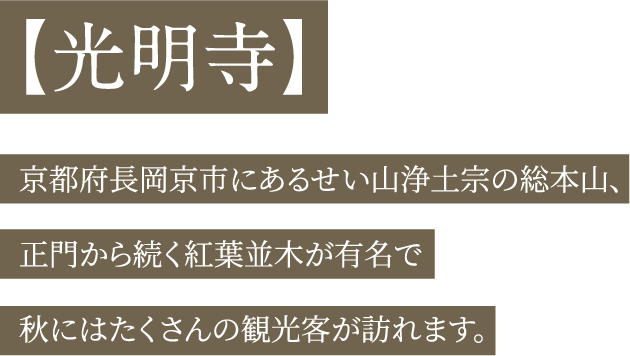 【光明寺】
京都府長岡京市にあるせい山浄土宗の総本山、
正門から続く紅葉並木が有名で
秋にはたくさんの観光客が訪れます。